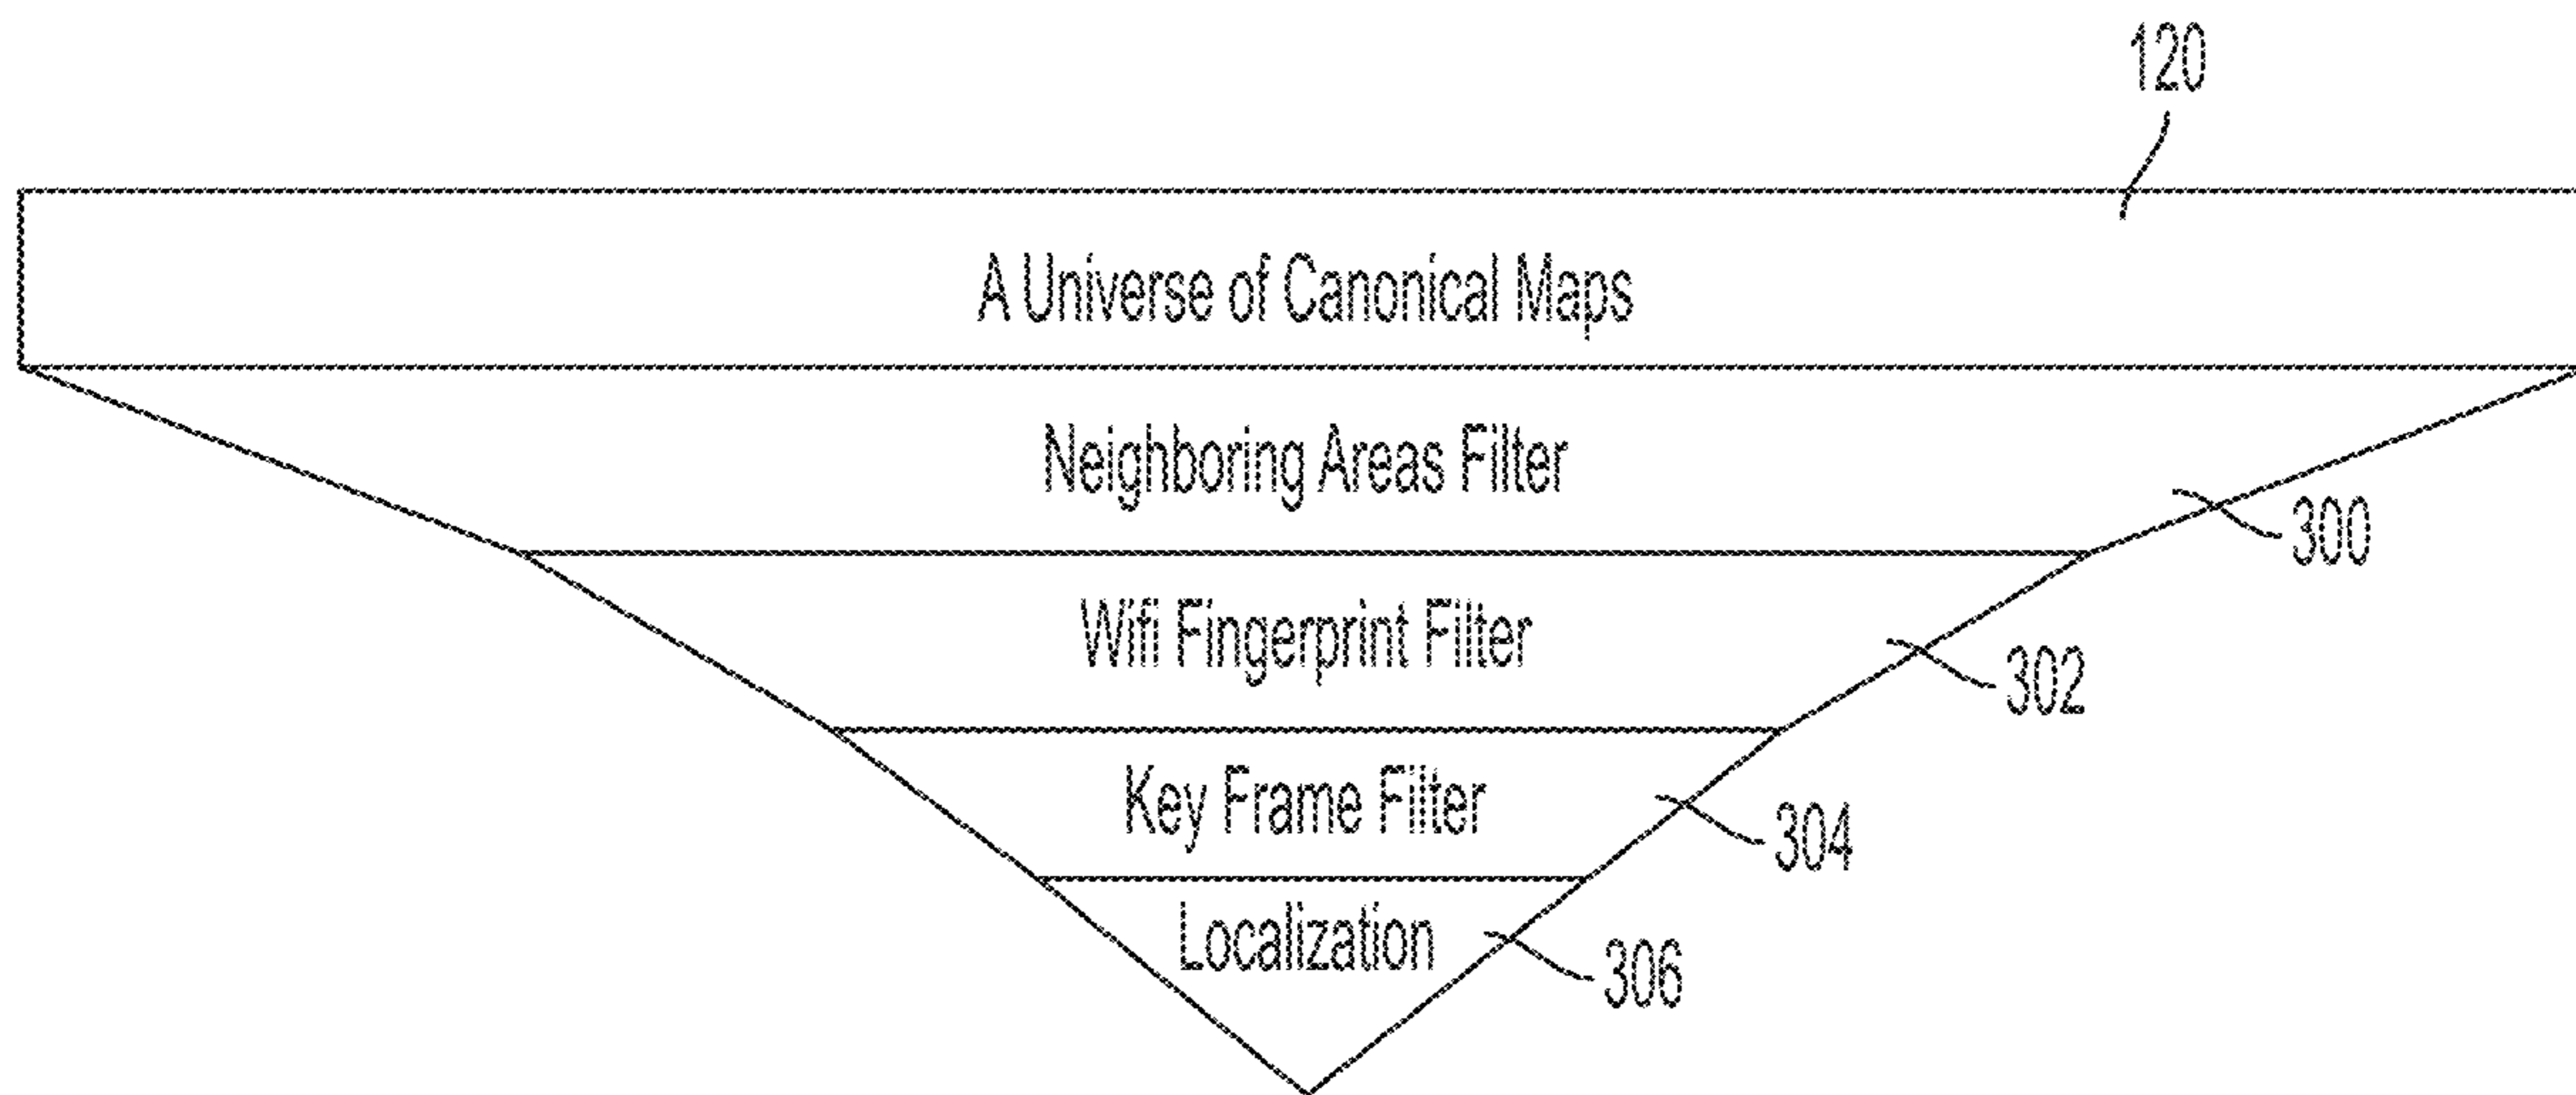 120
A Universe of Canonical Maps
Neighboring Areas Filter
300
Wifi Fingerprint Filter
302
Key Frame Filter
304
Localization
306